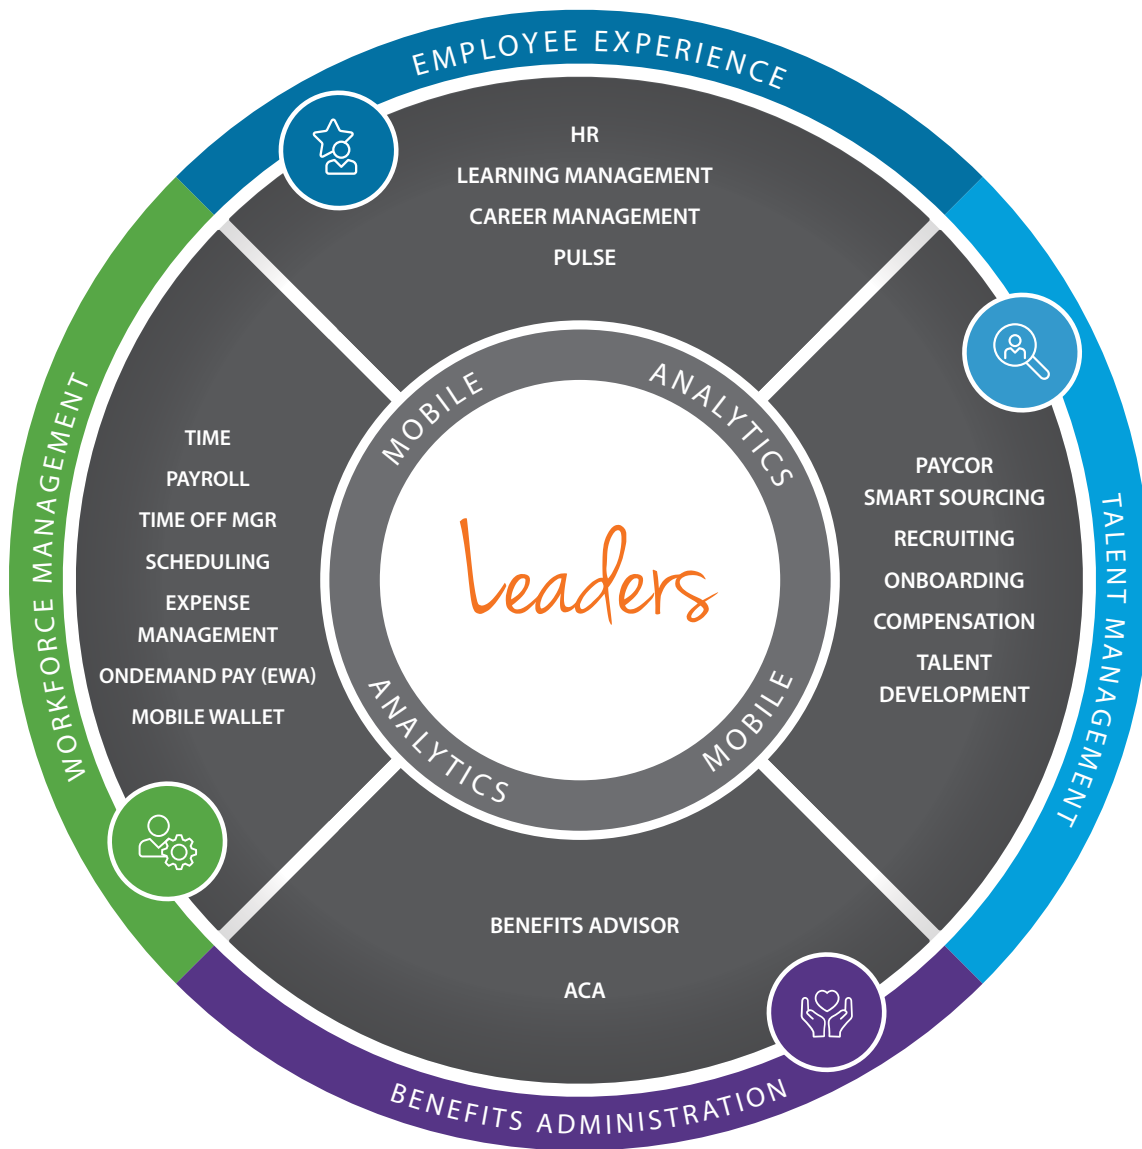 EMPLOYEE EXPERIENCE
HR
LEARNING MANAGEMENT
CAREER MANAGEMENT
PULSE
MOBILE
ANALYTICS
WORKFORCE MANAGEMENT
TIME
PAYROLL
TIME OFF MGR
SCHEDULING
EXPENSE
MANAGEMENT
ONDEMAND PAY (EWA)
MOBILE WALLET
Leaders
PAYCOR
SMART SOURCING
RECRUITING
ONBOARDING
COMPENSATION
TALENT
DEVELOPMENT
TALENT MANAGEMENT
ANALYTICS
MOBILE
BENEFITS ADVISOR
ACA
BENEFITS ADMINISTRATION